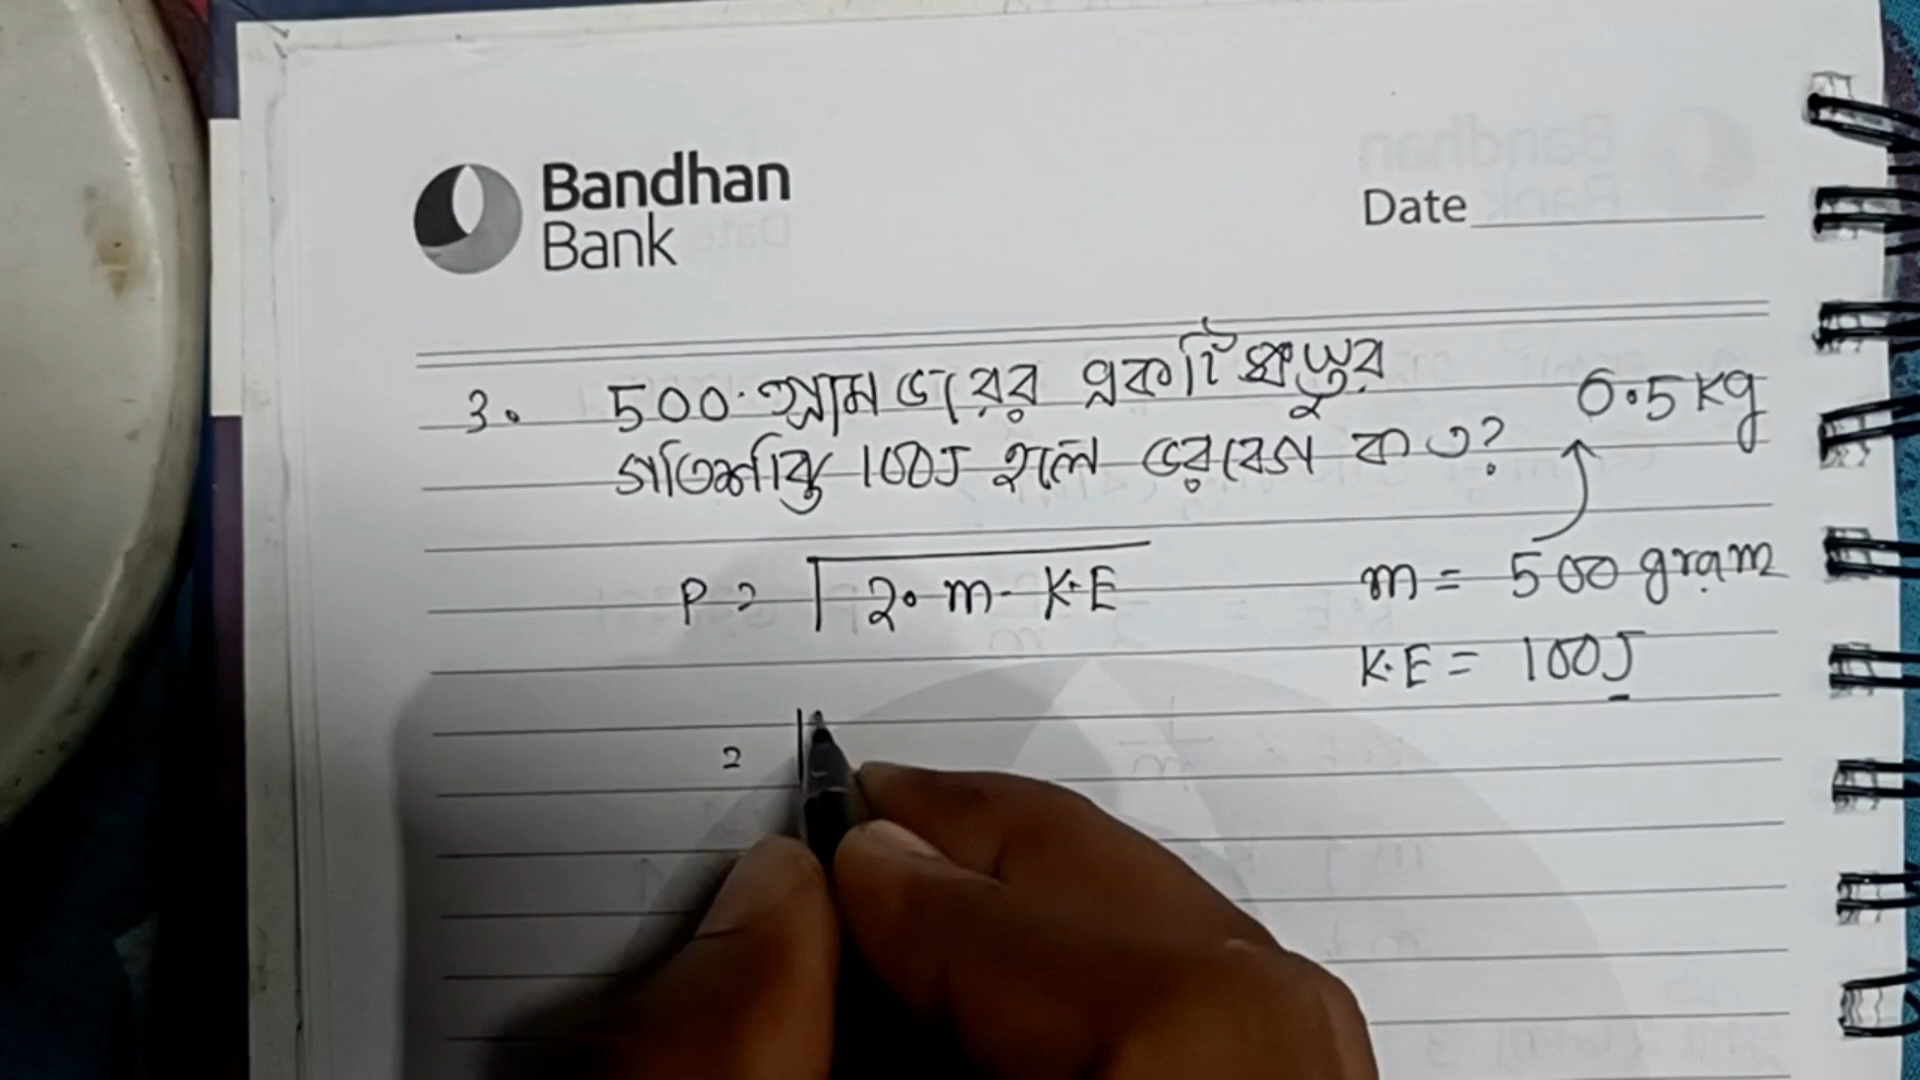 Bandhan
Bank
Date
3. 500 গ্রাম ভরের একটি বস্তুর
গতিশক্তি 100J হলে ভরবেগ কত?
0.5 kg
P = √2. m. K.E
m = 500 gram
K.E = 100J
=